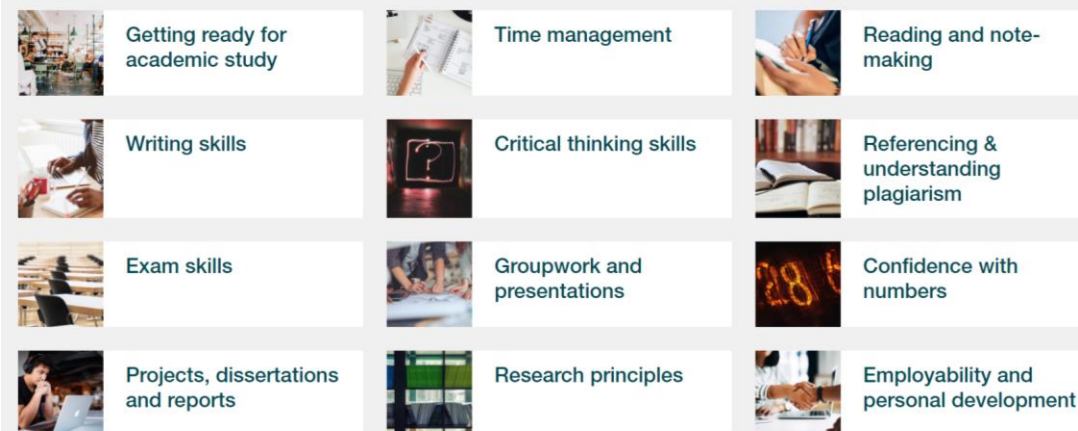 Getting ready for
academic study
Time management
Reading and note-
making
Writing skills
Critical thinking skills
Referencing &
understanding
plagiarism
Exam skills
Groupwork and
presentations
Confidence with
numbers
Projects, dissertations
and reports
Research principles
Employability and
personal development